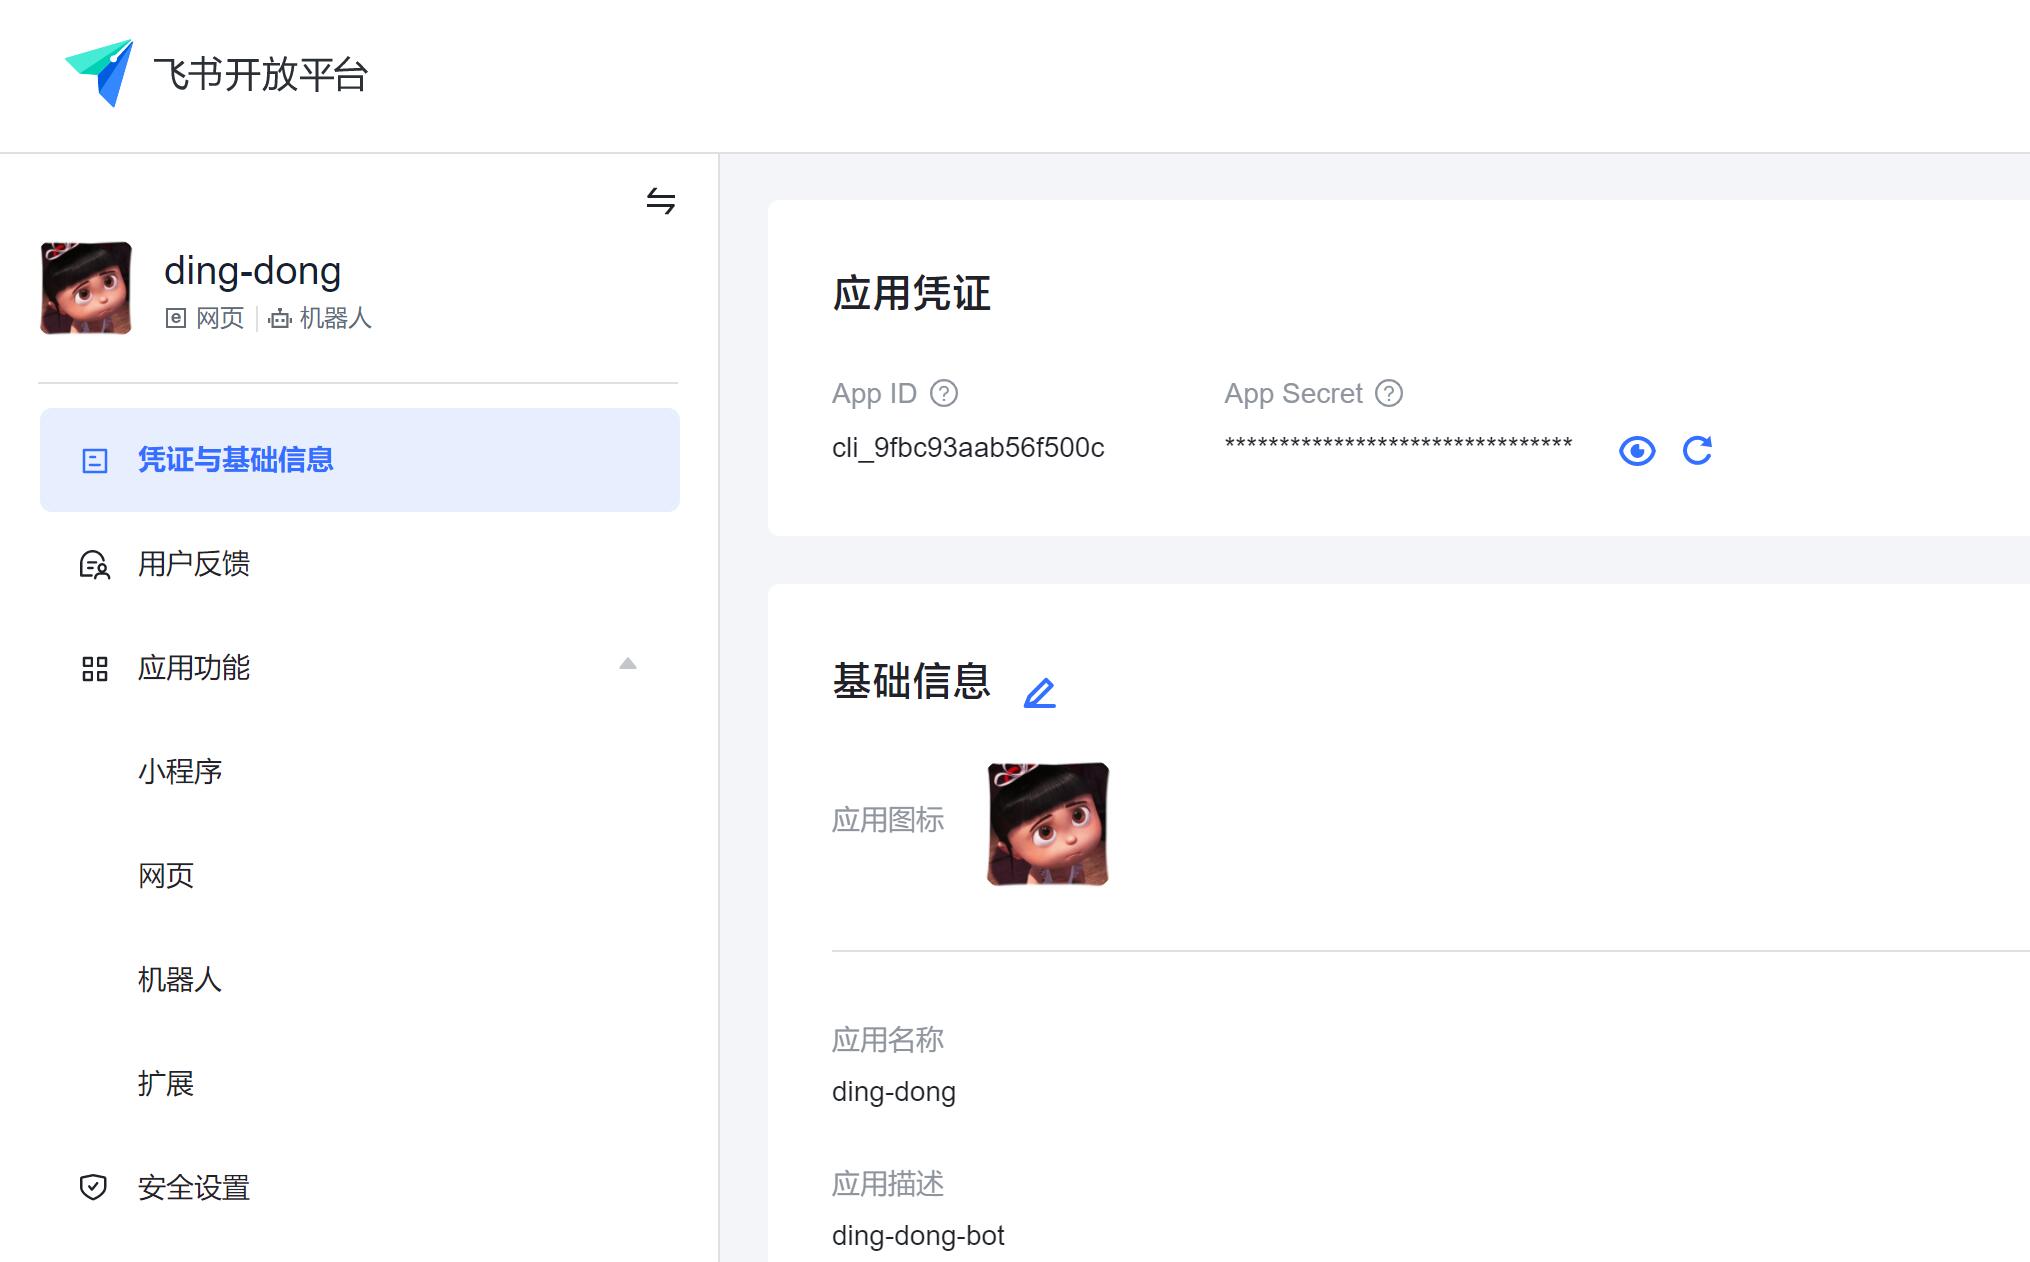 飞书开放平台
ding-dong
网页
机器人
凭证与基础信息
用户反馈
应用功能
小程序
网页
机器人
扩展
安全设置
应用凭证
App ID ?
App Secret ?
cli_9fbc93aab56f500c
********************************
基础信息
应用图标
应用名称
ding-dong
应用描述
ding-dong-bot